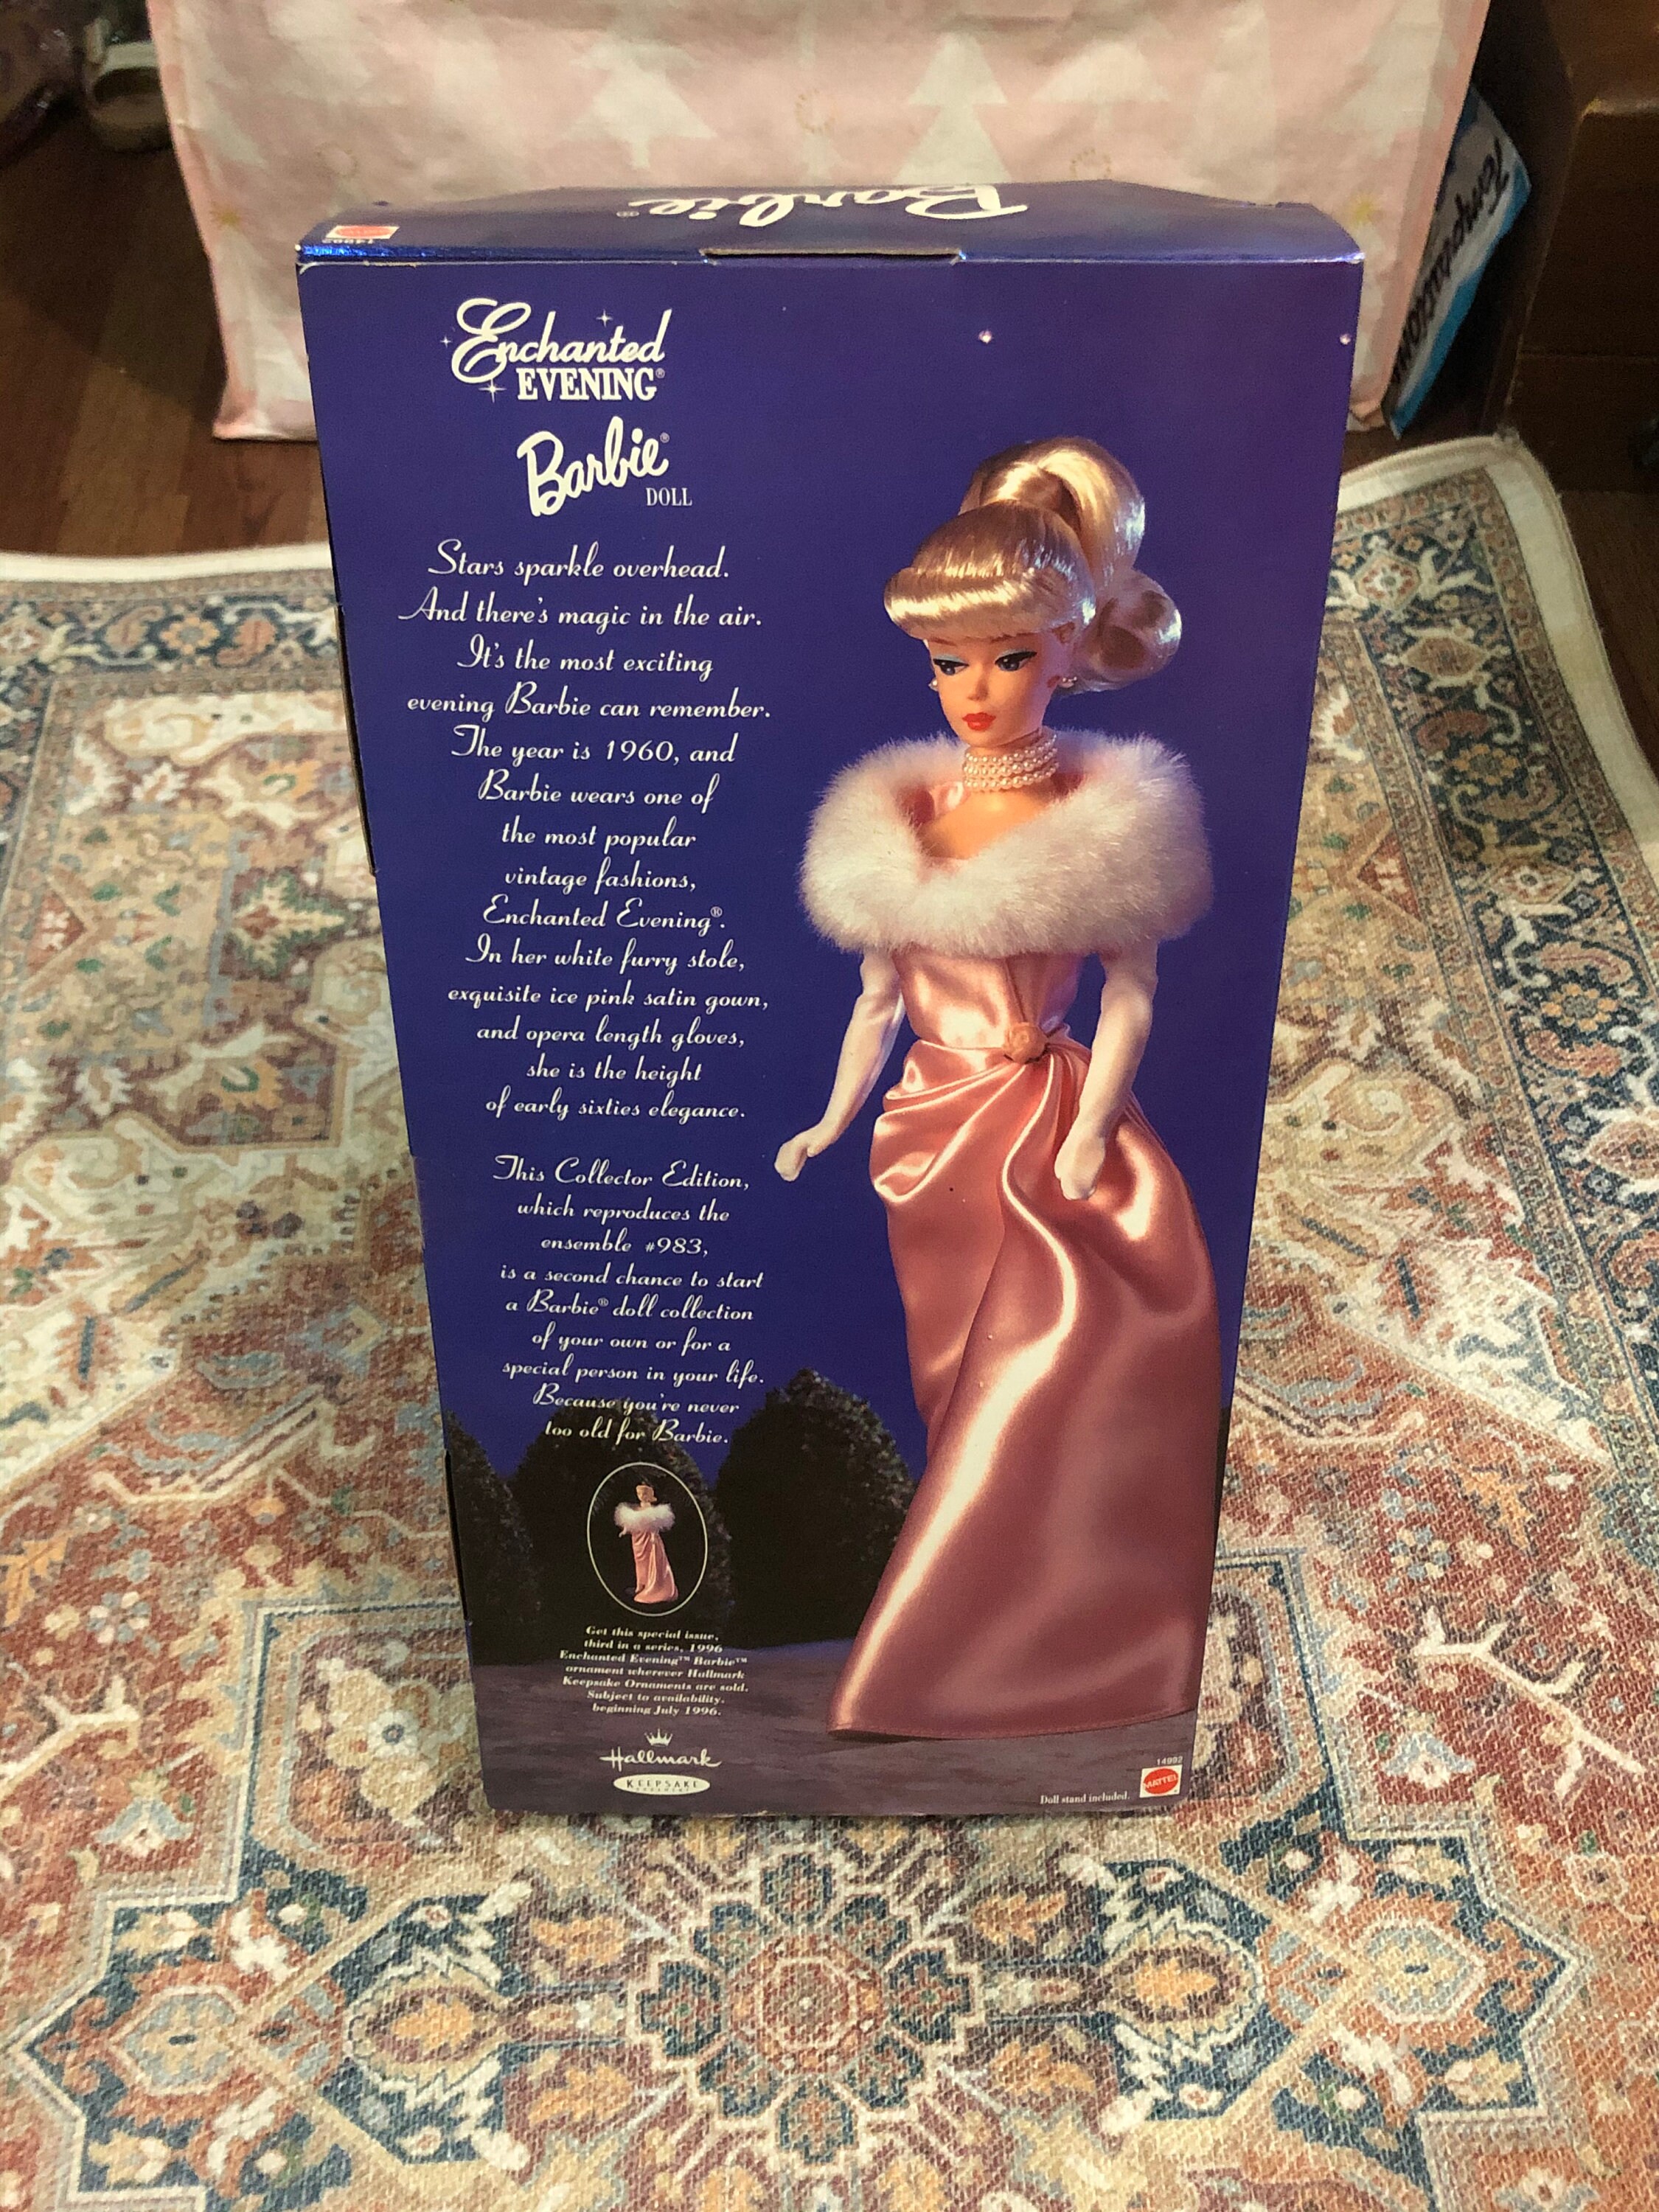 Barbie®
MATTEL
14992
Temptation
Enchanted
EVENING®
Barbie®
DOLL
Stars sparkle overhead.
And there's magic in the air.
It's the most exciting
evening Barbie can remember.
The year is 1960, and
Barbie wears one of
the most popular
vintage fashions,
Enchanted Evening®.
In her white furry stole,
exquisite ice pink satin gown,
and opera length gloves,
she is the height
of early sixties elegance.
This Collector Edition,
which reproduces the
ensemble #983,
is a second chance to start
a Barbie® doll collection
of your own or for a
special person in your life.
Because you're never
too old for Barbie.
Get this special issue,
third in a series, 1996
Enchanted Evening™ Barbie™
ornament wherever Hallmark
Keepsake Ornaments are sold.
Subject to availability.
beginning July 1996.
Hallmark
KEEPSAKE
14992
MATTEL
Doll stand included.